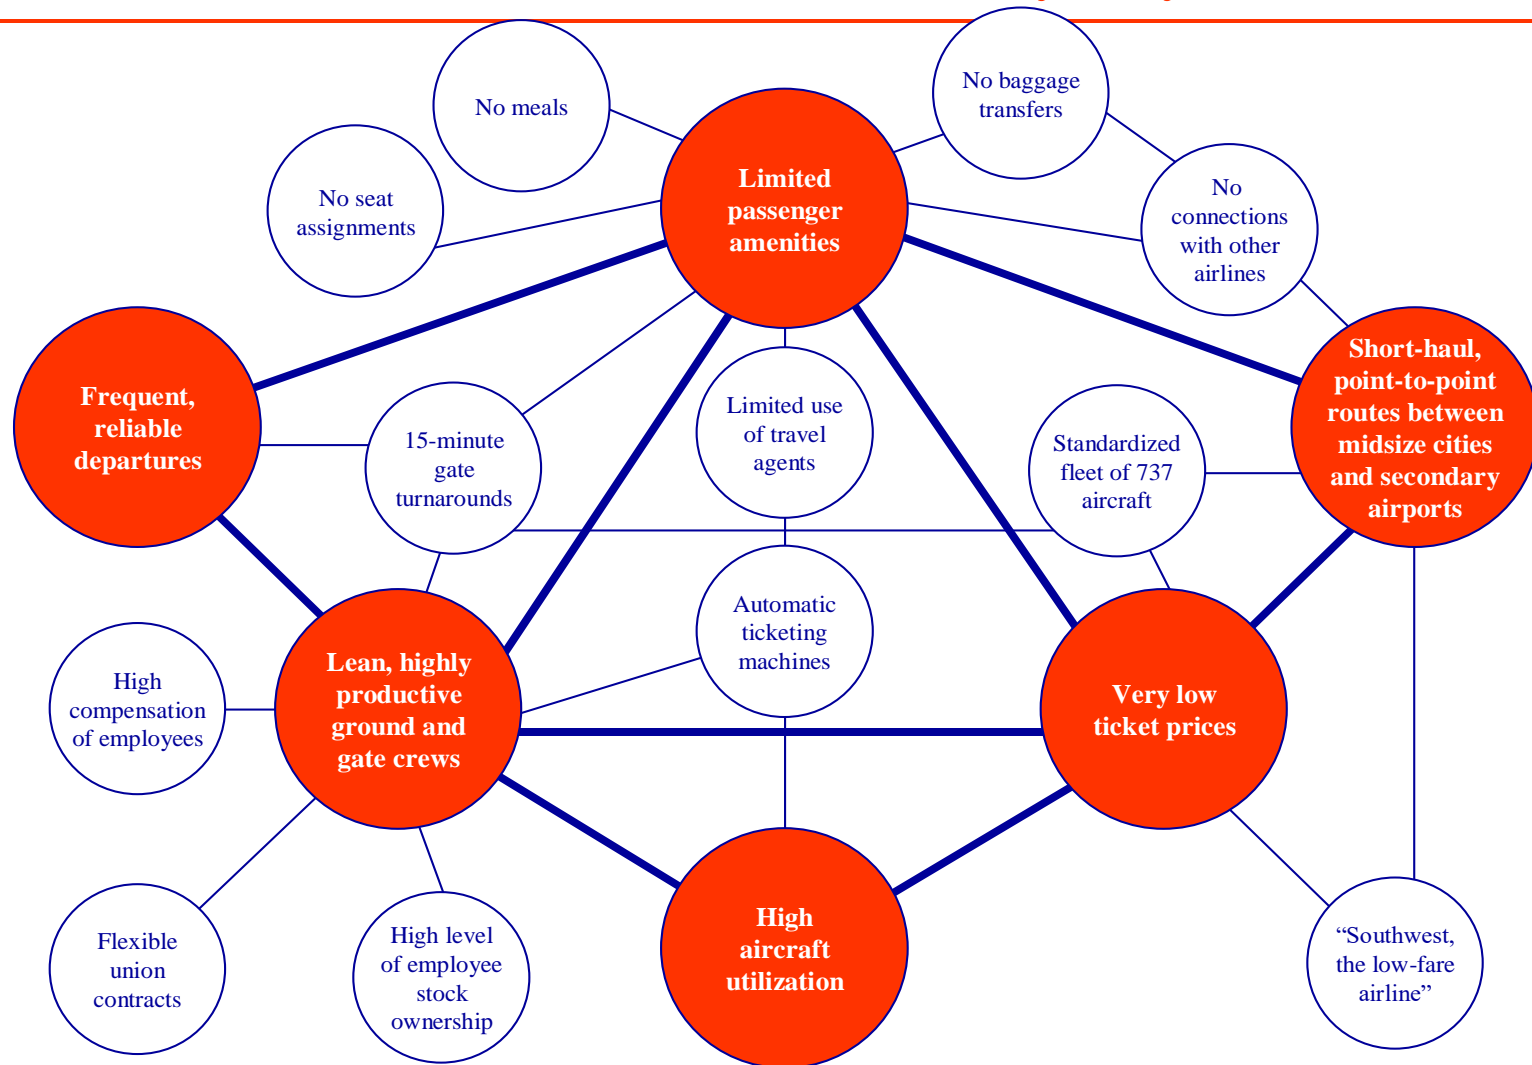 No meals
No baggage
transfers
No seat
assignments
Limited
passenger
amenities
No
connections
with other
airlines
Frequent,
reliable
departures
15-minute
gate
turnarounds
Limited use
of travel
agents
Standardized
fleet of 737
aircraft
Short-haul,
point-to-point
routes between
midsize cities
and secondary
airports
High
compensation
of employees
Lean, highly
productive
ground and
gate crews
Automatic
ticketing
machines
Very low
ticket prices
Flexible
union
contracts
High level
of employee
stock
ownership
High
aircraft
utilization
“Southwest,
the low-fare
airline”